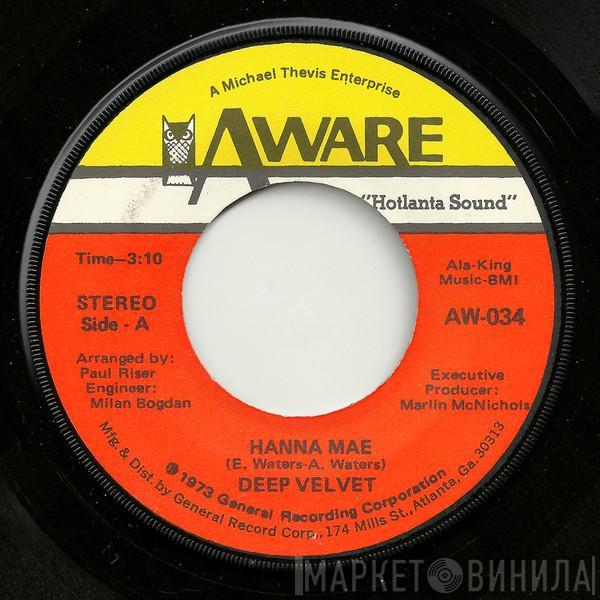 A Michael Thevis Enterprise
AWARE
"Hotlanta Sound"
Time—3:10
STEREO
Side - A
Arranged by:
Paul Riser
Engineer:
Milan Bogdan
Ala-King
Music-BMI
AW-034
Executive
Producer:
Marlin McNichols
HANNA MAE
(E. Waters-A. Waters)
DEEP VELVET
℗ 1973 General Recording Corporation
Mfg. & Dist. by General Record Corp., 174 Mills St., Atlanta, Ga. 30313
МАРКЕТ ВИНИЛА